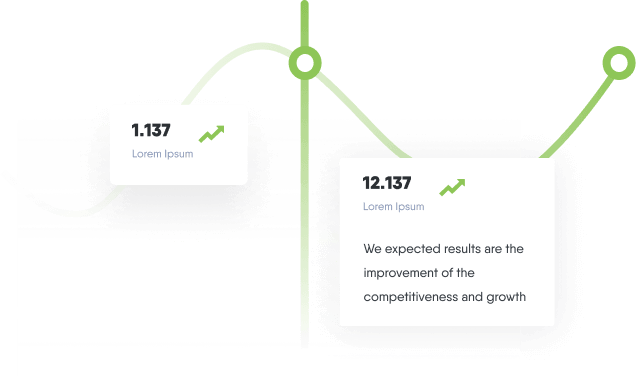 1.137
Lorem Ipsum
12.137
Lorem Ipsum
We expected results are the
improvement of the
competitiveness and growth